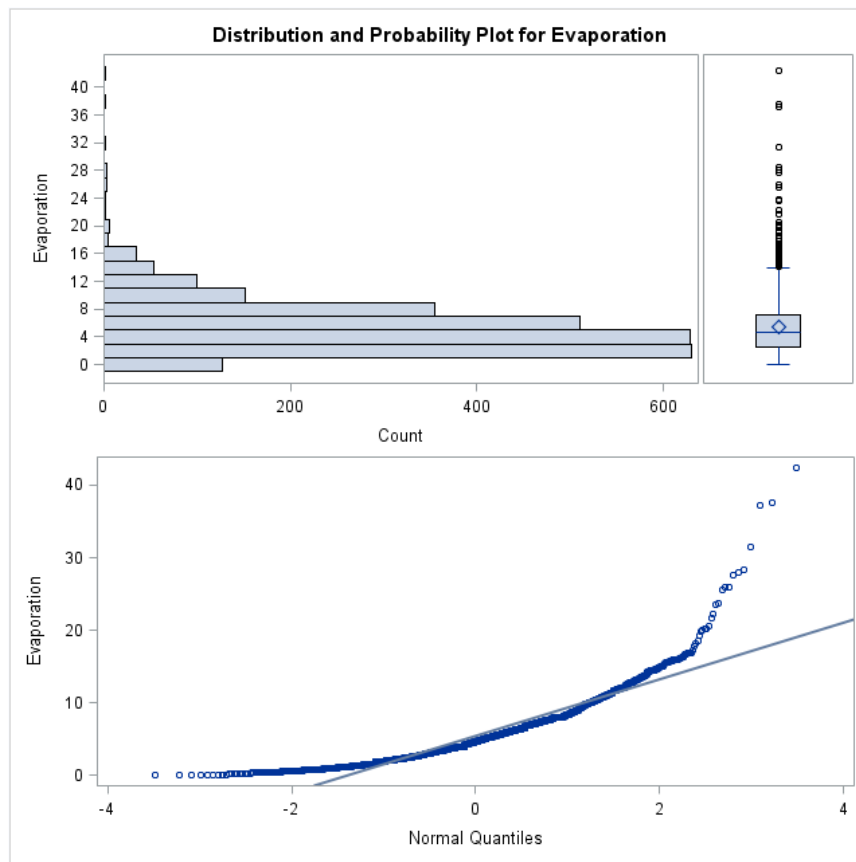 Distribution and Probability Plot for Evaporation
40
36
32
28
24
20
16
12
8
4
0
Evaporation
0 200 400 600
Count
40
30
20
10
0
Evaporation
-4 -2 0 2 4
Normal Quantiles